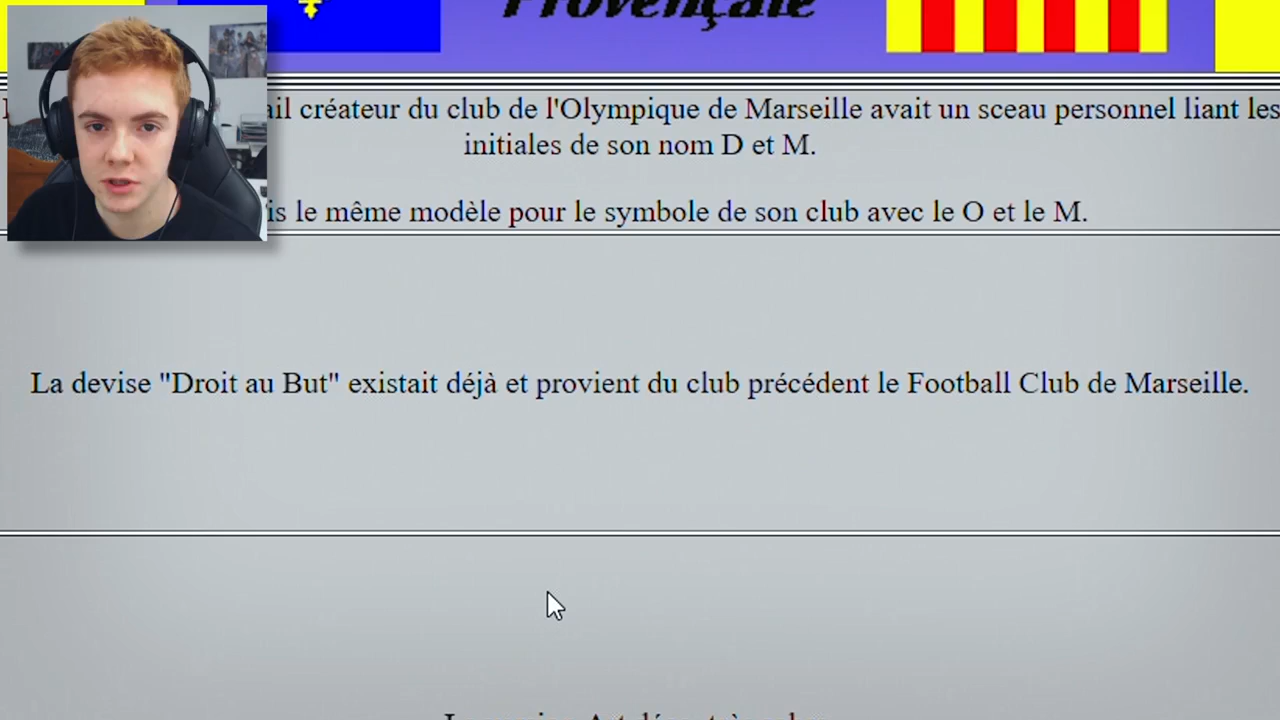 Provençale
créateur du club de l'Olympique de Marseille avait un sceau personnel liant les
initiales de son nom D et M.
le même modèle pour le symbole de son club avec le O et le M.
La devise "Droit au But" existait déjà et provient du club précédent le Football Club de Marseille.